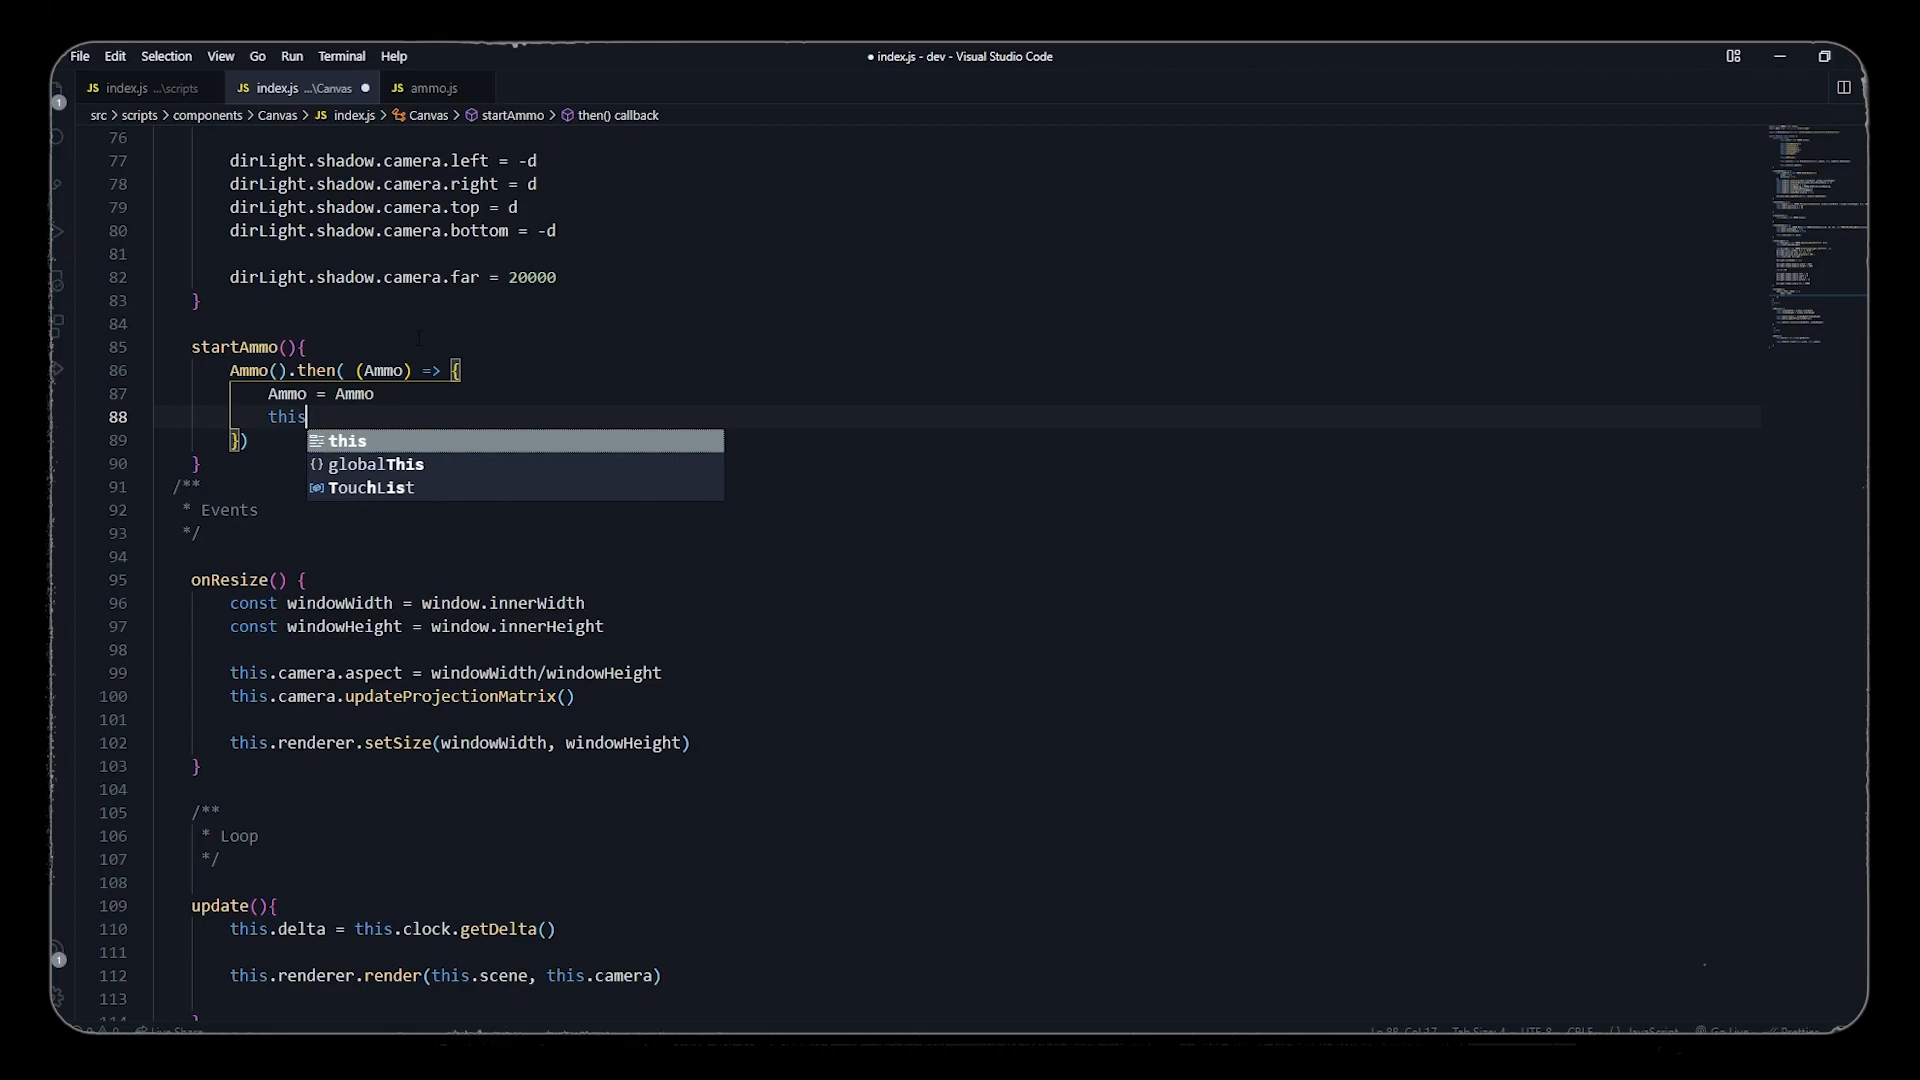 File Edit Selection View Go Run Terminal Help
● index.js - dev - Visual Studio Code
JS index.js ...\scripts
JS index.js ...\Canvas ●
JS ammo.js
src > scripts > components > Canvas > JS index.js > Canvas > startAmmo > then() callback
1
76
77 dirLight.shadow.camera.left = -d
78 dirLight.shadow.camera.right = d
79 dirLight.shadow.camera.top = d
80 dirLight.shadow.camera.bottom = -d
81
82 dirLight.shadow.camera.far = 20000
83 }
84
85 startAmmo(){
86 Ammo().then( (Ammo) => {
87 Ammo = Ammo
88 this
89 })
this
globalThis
TouchList
90 }
91 /**
92 * Events
93 */
94
95 onResize() {
96 const windowWidth = window.innerWidth
97 const windowHeight = window.innerHeight
98
99 this.camera.aspect = windowWidth/windowHeight
100 this.camera.updateProjectionMatrix()
101
102 this.renderer.setSize(windowWidth, windowHeight)
103 }
104
105 /**
106 * Loop
107 */
108
109 update(){
110 this.delta = this.clock.getDelta()
111
112 this.renderer.render(this.scene, this.camera)
113
1